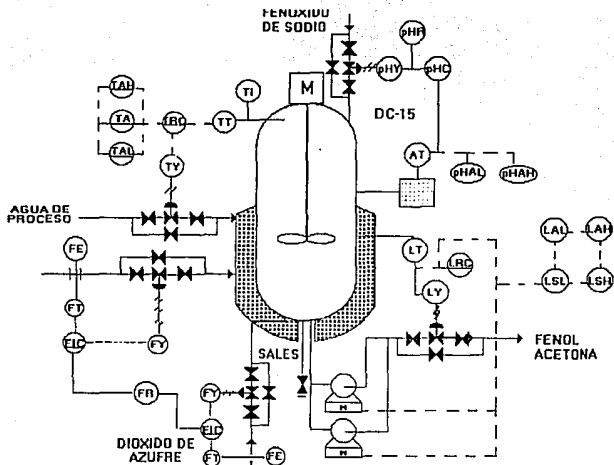 FENOXIDO
DE SODIO
pHR
pHY
pHC
M
TI
DC-15
TAH
TA
TRC
TT
TAL
AT
pHAL
pHAH
TY
AGUA DE
PROCESO
FE
LT
LRC
LAL
LAH
LSL
LSH
LY
FT
FIC
FY
FENOL
ACETONA
SALES
FR
FY
M
DIOXIDO DE
AZUFRE
FIC
FT
FE
M